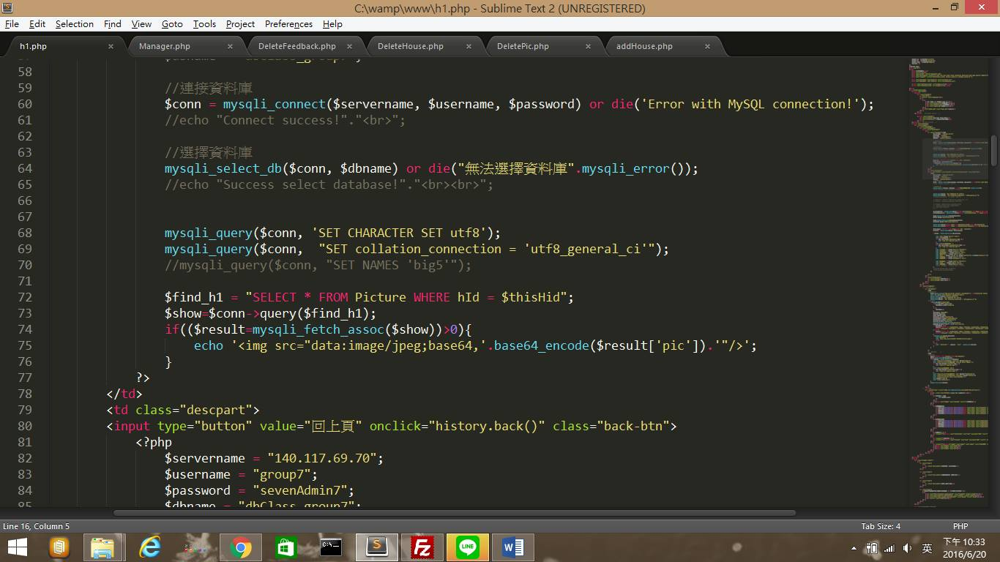 C:\wamp\www\h1.php - Sublime Text 2 (UNREGISTERED)
File Edit Selection Find View Goto Tools Project Preferences Help
h1.php Manager.php DeleteFeedback.php DeleteHouse.php DeletePic.php addHouse.php
58
59 //連接資料庫
60 $conn = mysqli_connect($servername, $username, $password) or die('Error with MySQL connection!');
61 //echo "Connect success!"."<br>";
62
63 //選擇資料庫
64 mysqli_select_db($conn, $dbname) or die("無法選擇資料庫".mysqli_error());
65 //echo "Success select database!"."<br><br>";
66
67
68 mysqli_query($conn, 'SET CHARACTER SET utf8');
69 mysqli_query($conn,  "SET collation_connection = 'utf8_general_ci'");
70 //mysqli_query($conn, "SET NAMES 'big5'");
71
72 $find_h1 = "SELECT * FROM Picture WHERE hId = $thisHid";
73 $show=$conn->query($find_h1);
74 if(($result=mysqli_fetch_assoc($show))>0){
75 echo '<img src="data:image/jpeg;base64,'.base64_encode($result['pic']).'"/>';
76 }
77 ?>
78 </td>
79 <td class="descpart">
80 <input type="button" value="回上頁" onclick="history.back()" class="back-btn">
81 <?php
82 $servername = "140.117.69.70";
83 $username = "group7";
84 $password = "sevenAdmin7";
85 $dbname = "dbClass_group7";
Line 16, Column 5 Tab Size: 4 PHP
英 下午 10:33
2016/6/20